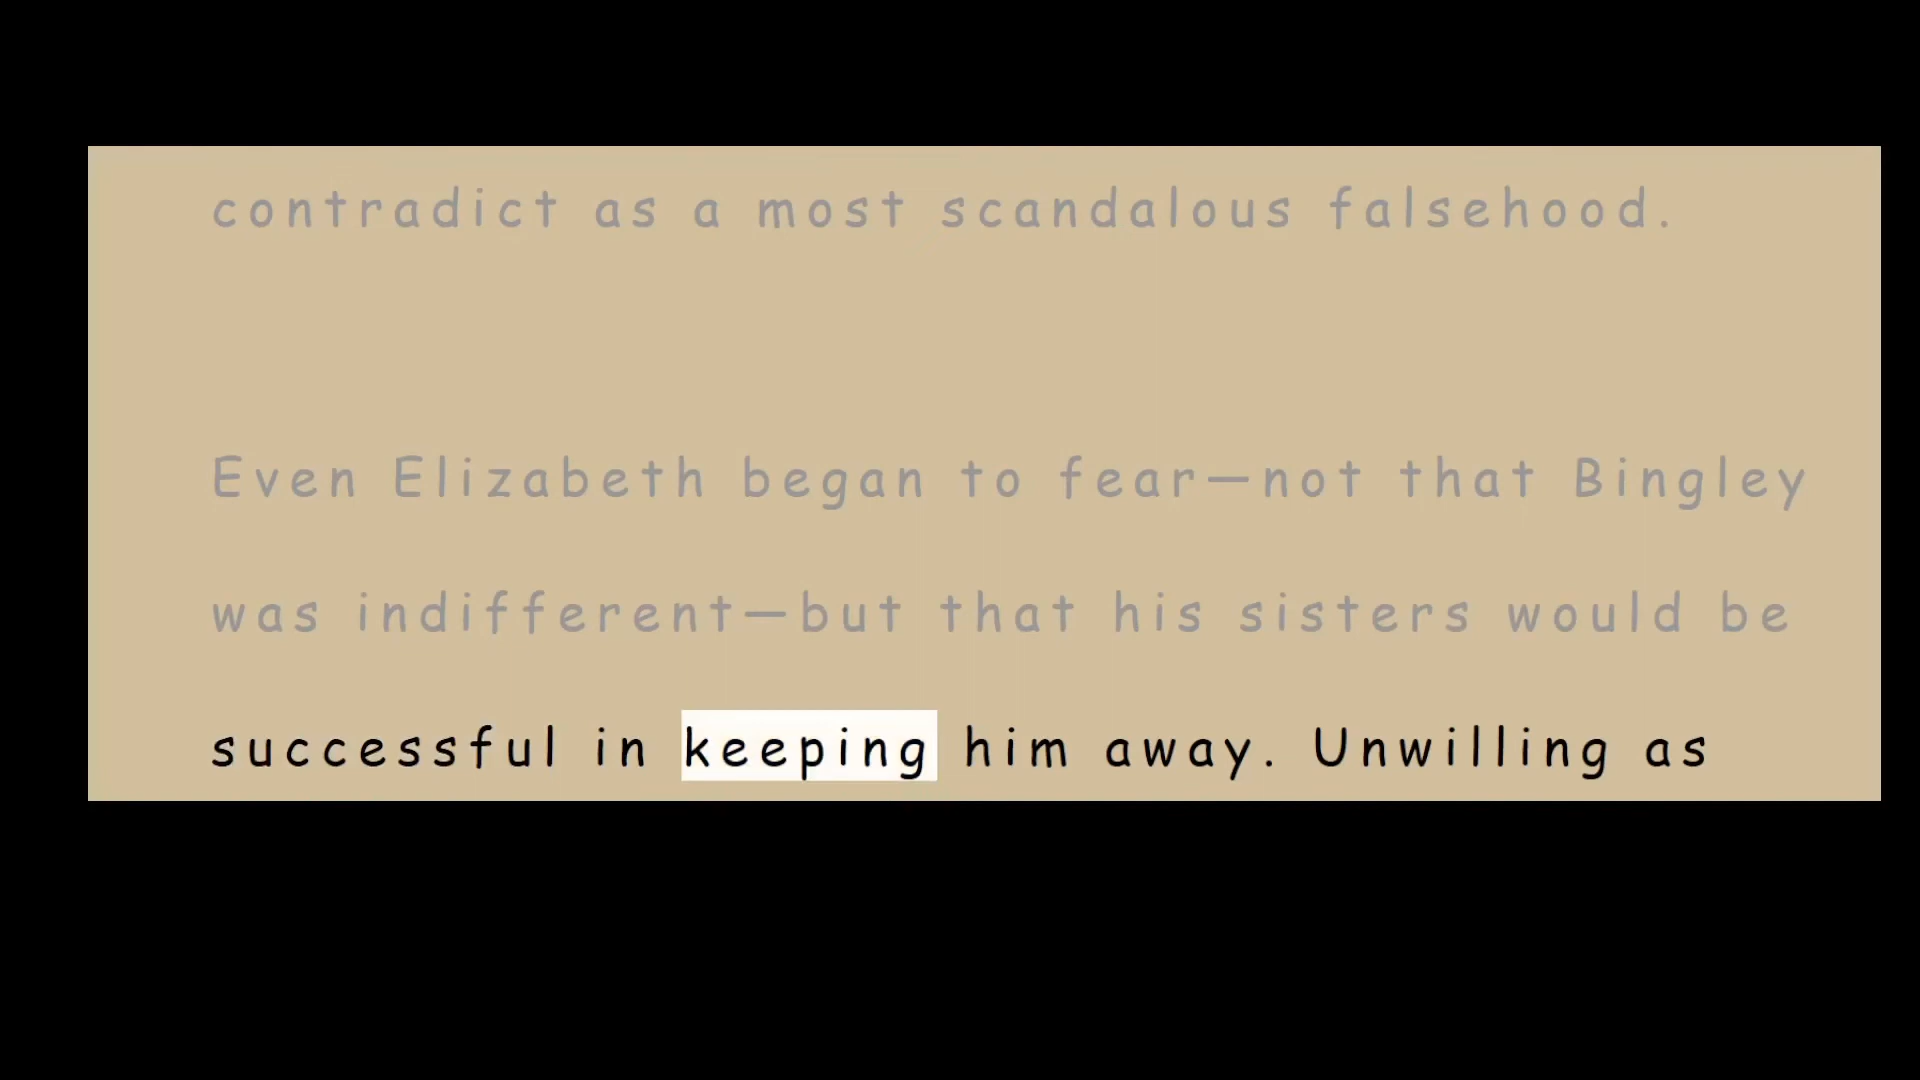 contradict as a most scandalous falsehood.
Even Elizabeth began to fear—not that Bingley
was indifferent—but that his sisters would be
successful in keeping him away. Unwilling as